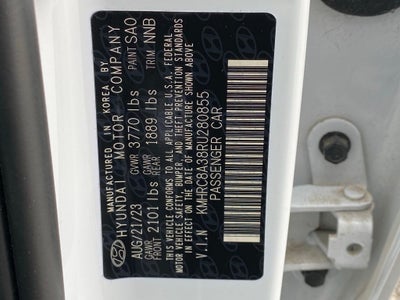 MANUFACTURED IN KOREA BY
HYUNDAI MOTOR COMPANY
AUG/21/23 GVWR 3770 lbs PAINT SAO
GAWR FRONT 2101 lbs GAWR REAR 1889 lbs TRIM NNB
THIS VEHICLE CONFORMS TO ALL APPLICABLE U.S.A. FEDERAL
MOTOR VEHICLE SAFETY, BUMPER, AND THEFT PREVENTION STANDARDS
IN EFFECT ON THE DATE OF MANUFACTURE SHOWN ABOVE.
V.I.N KMHRC8A38RU280855
PASSENGER CAR